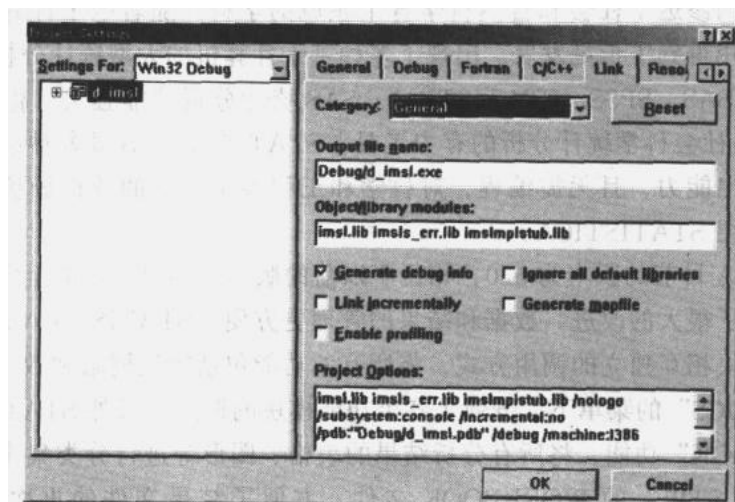 Project Settings
Settings For: Win32 Debug
d_imsl
General Debug Fortran C/C++ Link Reso
Category: General
Reset
Output file name:
Debug/d_imsl.exe
Object/library modules:
imsl.lib imsls_err.lib imslmpistub.lib
Generate debug info
Ignore all default libraries
Link incrementally
Generate mapfile
Enable profiling
Project Options:
imsl.lib imsls_err.lib imslmpistub.lib /nologo
/subsystem:console /incremental:no
/pdb:"Debug/d_imsl.pdb" /debug /machine:I386
OK
Cancel